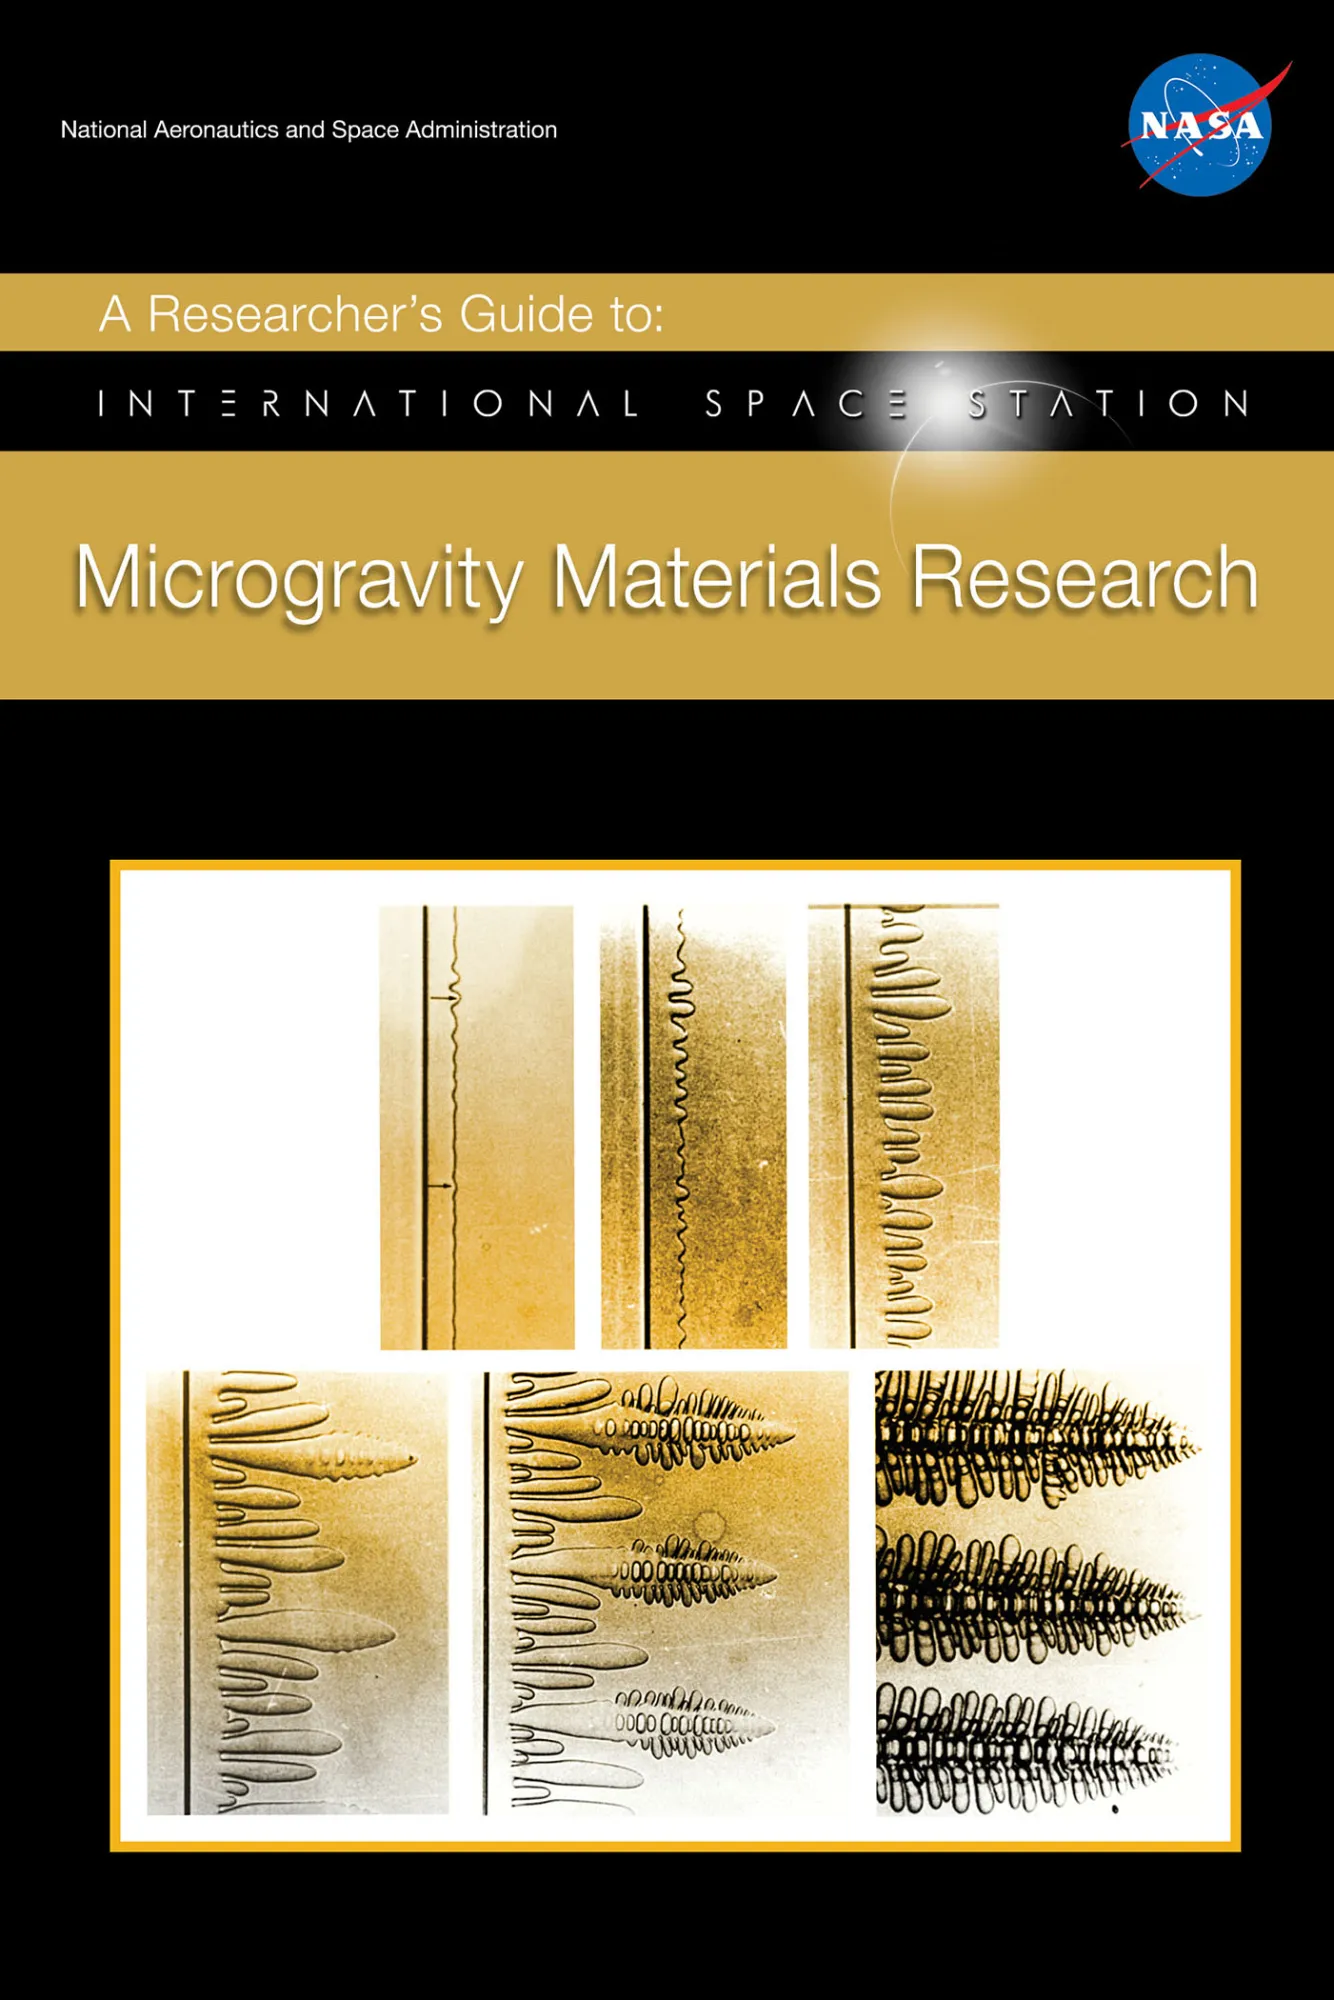 National Aeronautics and Space Administration
NASA
A Researcher's Guide to:
INTERNATIONAL SPACE STATION
Microgravity Materials Research